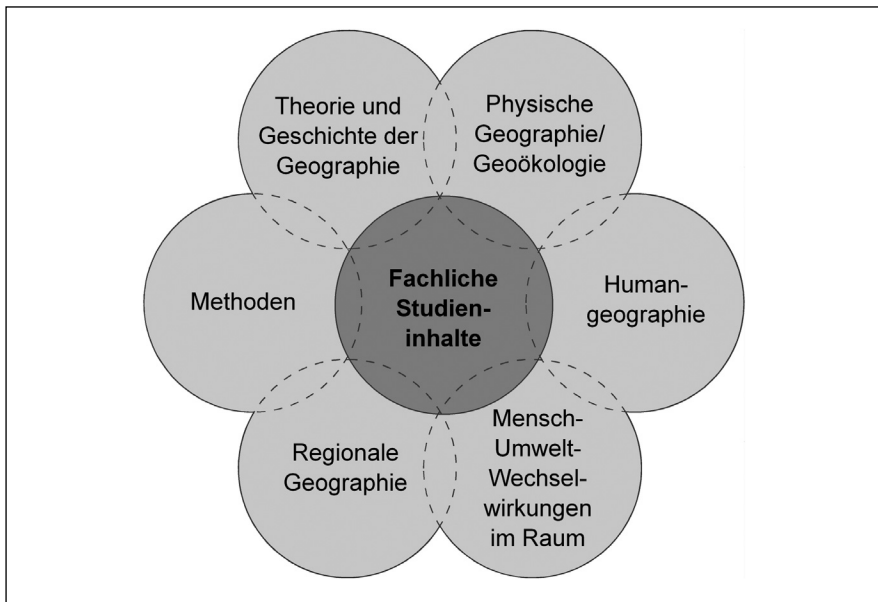 Theorie und
Geschichte der
Geographie
Physische
Geographie/
Geoökologie
Methoden
Fachliche
Studien-
inhalte
Human-
geographie
Regionale
Geographie
Mensch-
Umwelt-
Wechsel-
wirkungen
im Raum